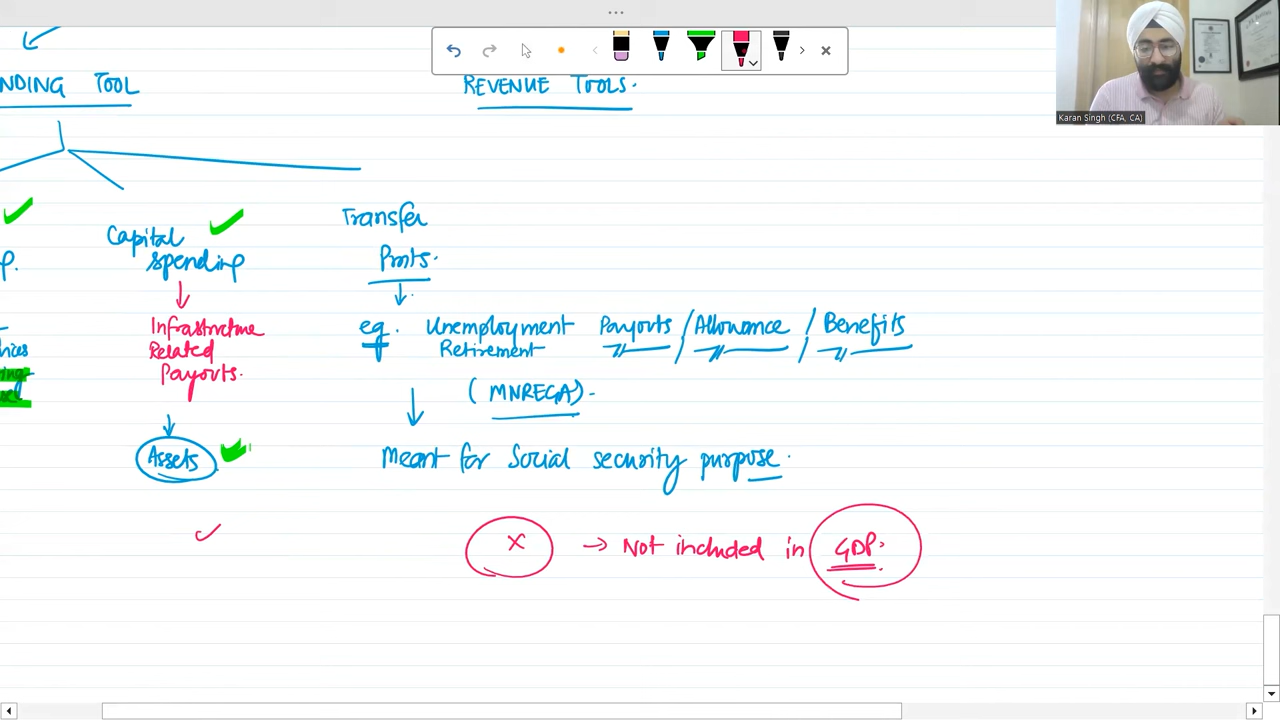 NDING TOOL
REVENUE TOOLS.
Karan Singh (CFA, CA)
Transfer
Pmts.
Capital
spending
p.
Infrastructure
Related
Payouts.
eg. Unemployment Payouts / Allowance / Benefits
Retirement
(MNREGA).
Assets
Meant for Social security purpose.
x → Not included in GDP.